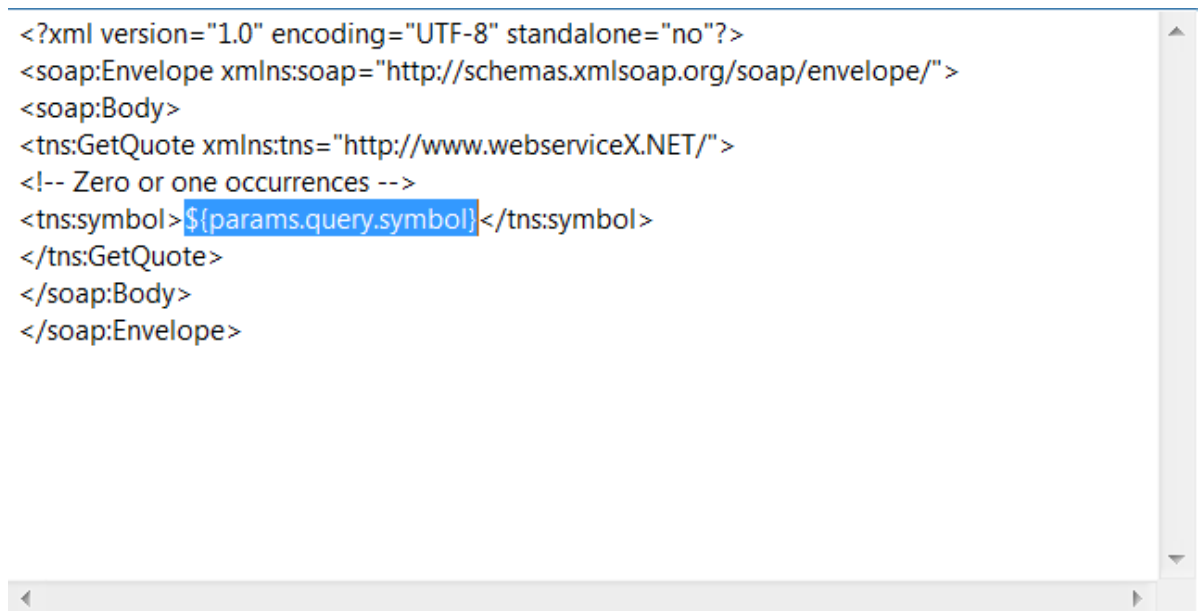 <?xml version="1.0" encoding="UTF-8" standalone="no"?>
<soap:Envelope xmlns:soap="http://schemas.xmlsoap.org/soap/envelope/">
<soap:Body>
<tns:GetQuote xmlns:tns="http://www.webserviceX.NET/">
<!-- Zero or one occurrences -->
<tns:symbol>${params.query.symbol}</tns:symbol>
</tns:GetQuote>
</soap:Body>
</soap:Envelope>